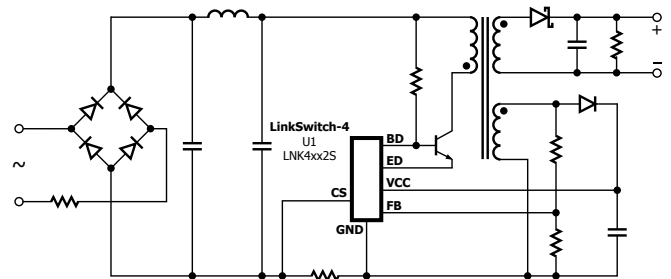 +
−
LinkSwitch-4
U1
LNK4xx2S
BD
ED
~
VCC
CS
FB
GND